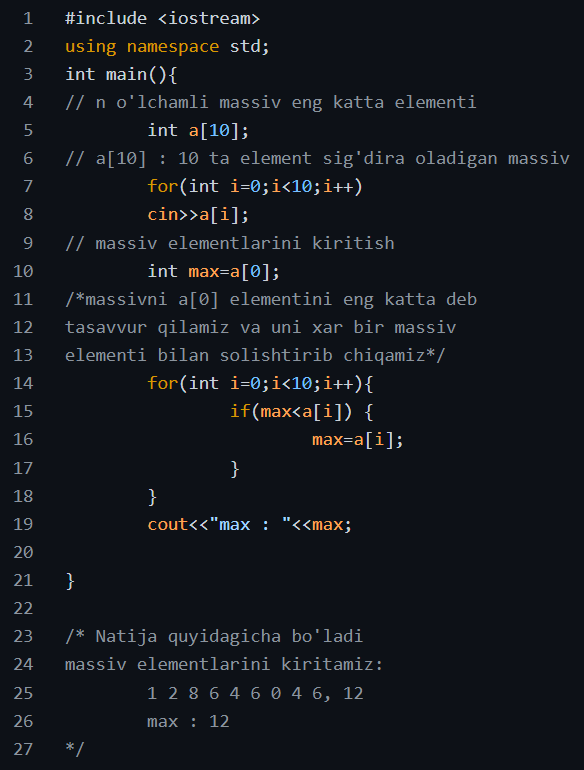 1 #include <iostream>
2 using namespace std;
3 int main(){
4 // n o'lchamli massiv eng katta elementi
5         int a[10];
6 // a[10] : 10 ta element sig'dira oladigan massiv
7         for(int i=0;i<10;i++)
8         cin>>a[i];
9 // massiv elementlarini kiritish
10         int max=a[0];
11 /*massivni a[0] elementini eng katta deb
12 tasavvur qilamiz va uni xar bir massiv
13 elementi bilan solishtirib chiqamiz*/
14         for(int i=0;i<10;i++){
15                 if(max<a[i]) {
16                         max=a[i];
17                 }
18         }
19         cout<<"max : "<<max;
20
21 }
22
23 /* Natija quyidagicha bo'ladi
24 massiv elementlarini kiritamiz:
25         1 2 8 6 4 6 0 4 6, 12
26         max : 12
27 */